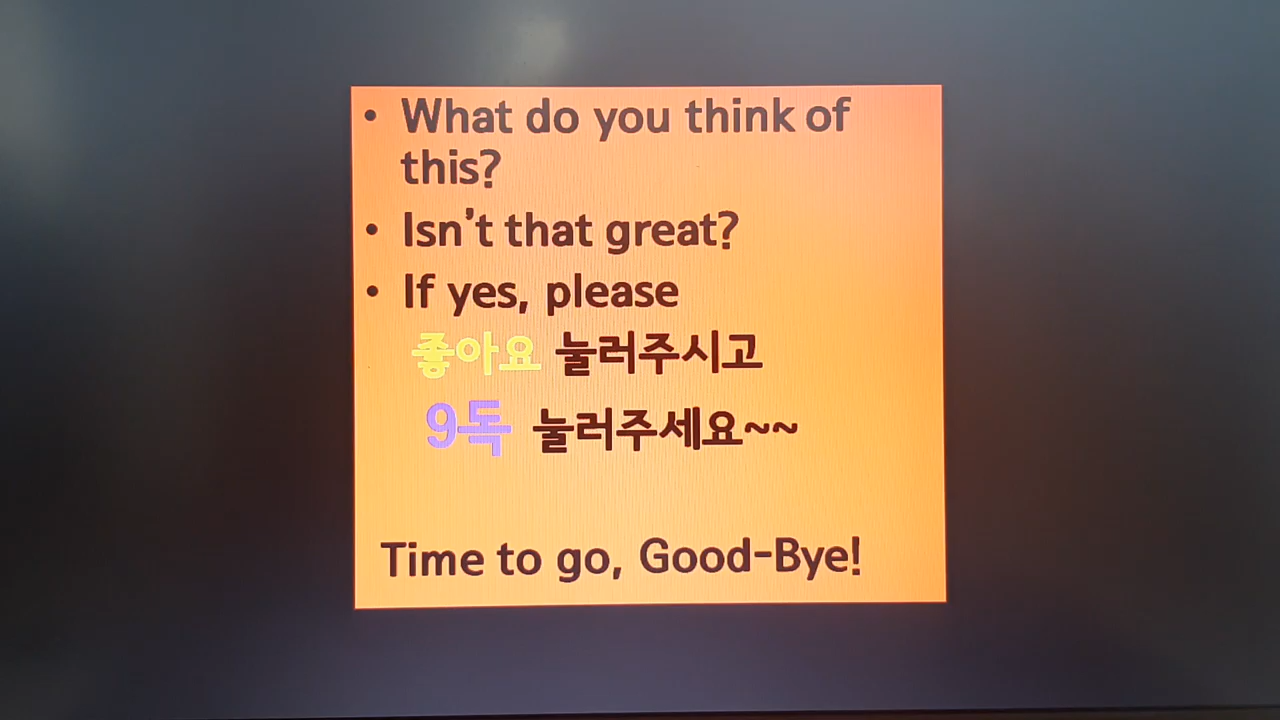 • What do you think of
this?
• Isn't that great?
• If yes, please
좋아요 눌러주시고
9독 눌러주세요~~
Time to go, Good-Bye!